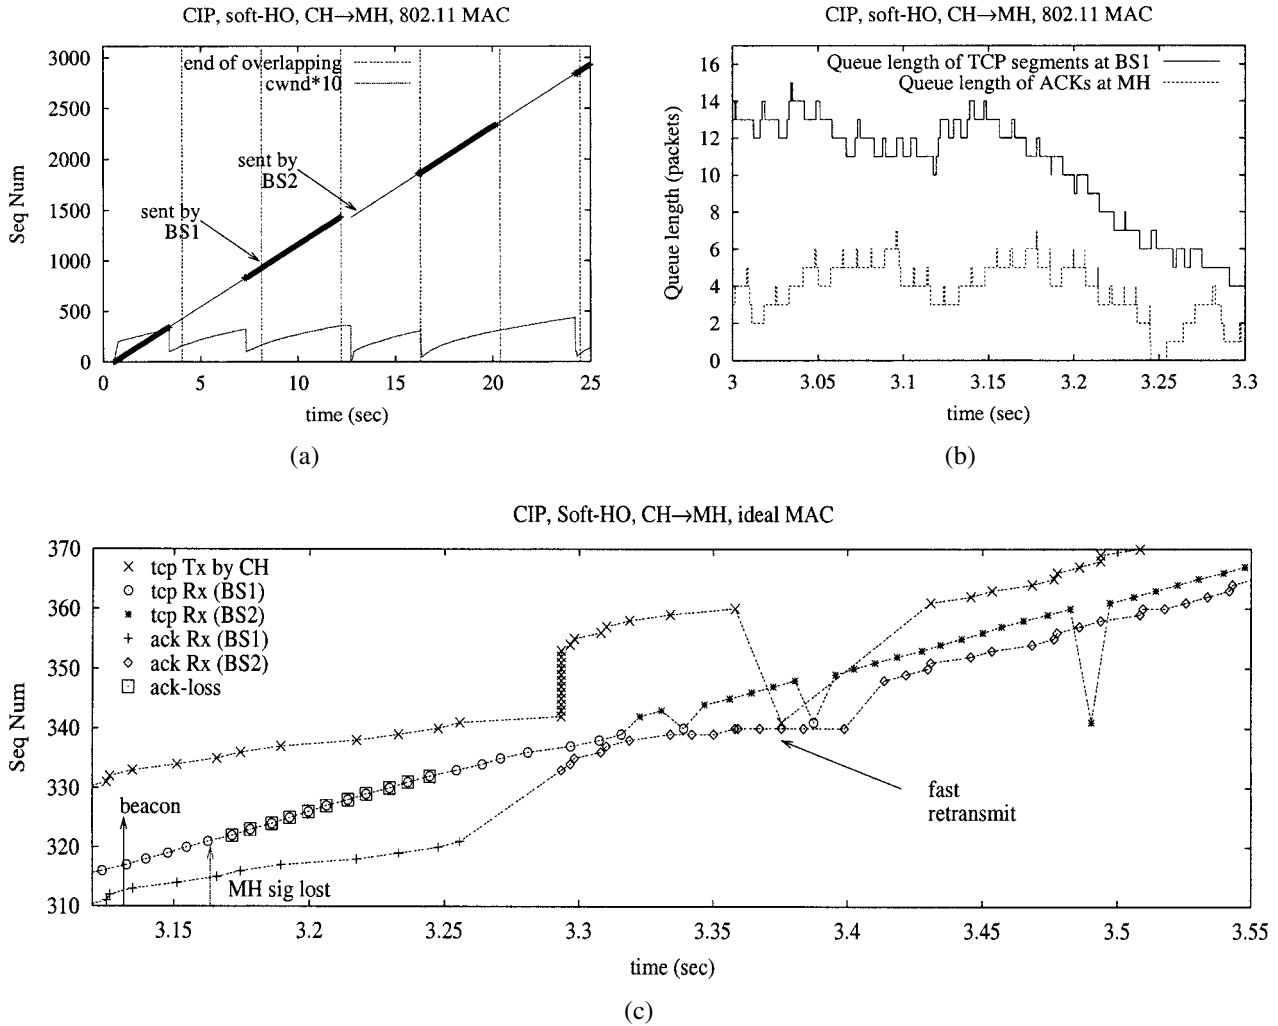 CIP, soft-HO, CH→MH, 802.11 MAC
3000
2500
2000
1500
1000
500
0
Seq Num
end of overlapping
cwnd*10
sent by
BS2
sent by
BS1
0 5 10 15 20 25
time (sec)
(a)
CIP, soft-HO, CH→MH, 802.11 MAC
16
14
12
10
8
6
4
2
0
Queue length (packets)
Queue length of TCP segments at BS1
Queue length of ACKs at MH
3 3.05 3.1 3.15 3.2 3.25 3.3
time (sec)
(b)
CIP, Soft-HO, CH→MH, ideal MAC
370
360
350
340
330
320
310
Seq Num
tcp Tx by CH
tcp Rx (BS1)
tcp Rx (BS2)
ack Rx (BS1)
ack Rx (BS2)
ack-loss
beacon
MH sig lost
fast
retransmit
3.15 3.2 3.25 3.3 3.35 3.4 3.45 3.5 3.55
time (sec)
(c)